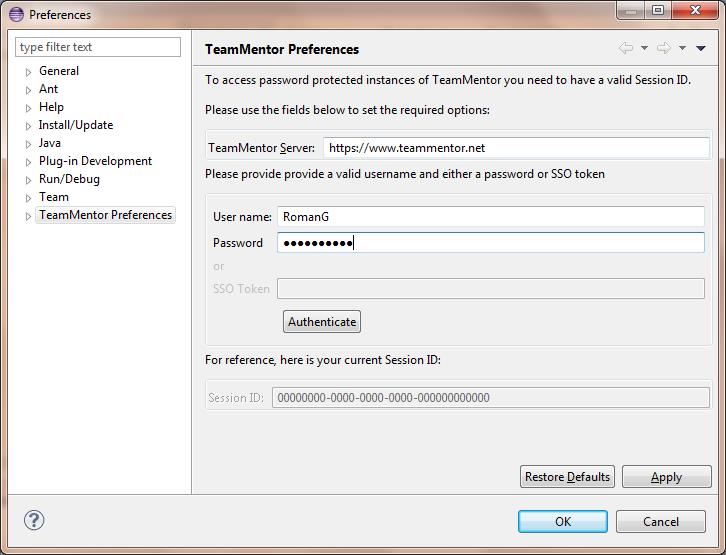 Preferences
type filter text
General
Ant
Help
Install/Update
Java
Plug-in Development
Run/Debug
Team
TeamMentor Preferences
TeamMentor Preferences
To access password protected instances of TeamMentor you need to have a valid Session ID.
Please use the fields below to set the required options:
TeamMentor Server: https://www.teammentor.net
Please provide provide a valid username and either a password or SSO token
User name: RomanG
Password ●●●●●●●●●●
or
SSO Token
Authenticate
For reference, here is your current Session ID:
Session ID: 00000000-0000-0000-0000-000000000000
Restore Defaults Apply
? OK Cancel